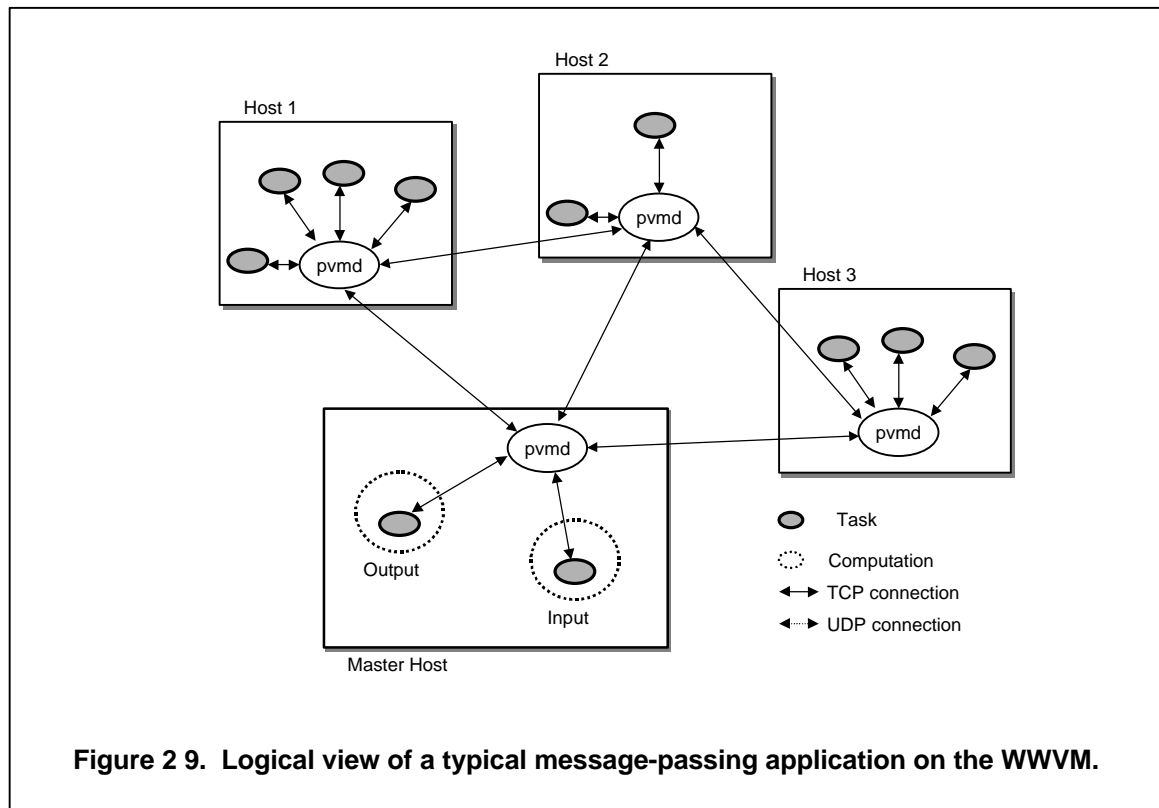 Host 2
Host 1
pvmd
pvmd
Host 3
pvmd
pvmd
Output
Input
Master Host
Task
Computation
TCP connection
UDP connection
Figure 2 9. Logical view of a typical message-passing application on the WWVM.